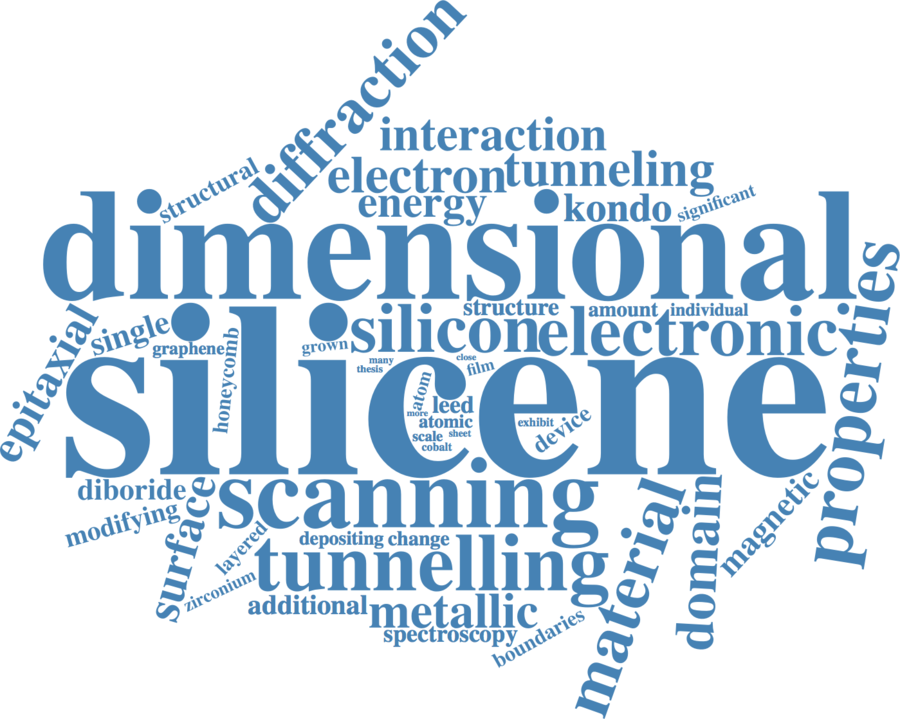 diffraction
interaction
structural
electron
tunneling
energy
kondo
significant
dimensional
properties
epitaxial
single
graphene
honeycomb
grown
silicon
structure
amount
individual
electronic
many
thesis
close
film
silicene
atom
more
leed
atomic
scale
sheet
cobalt
exhibit
device
diboride
modifying
surface
scanning
layered
zirconium
depositing
change
tunnelling
additional
metallic
spectroscopy
boundaries
material
domain
magnetic